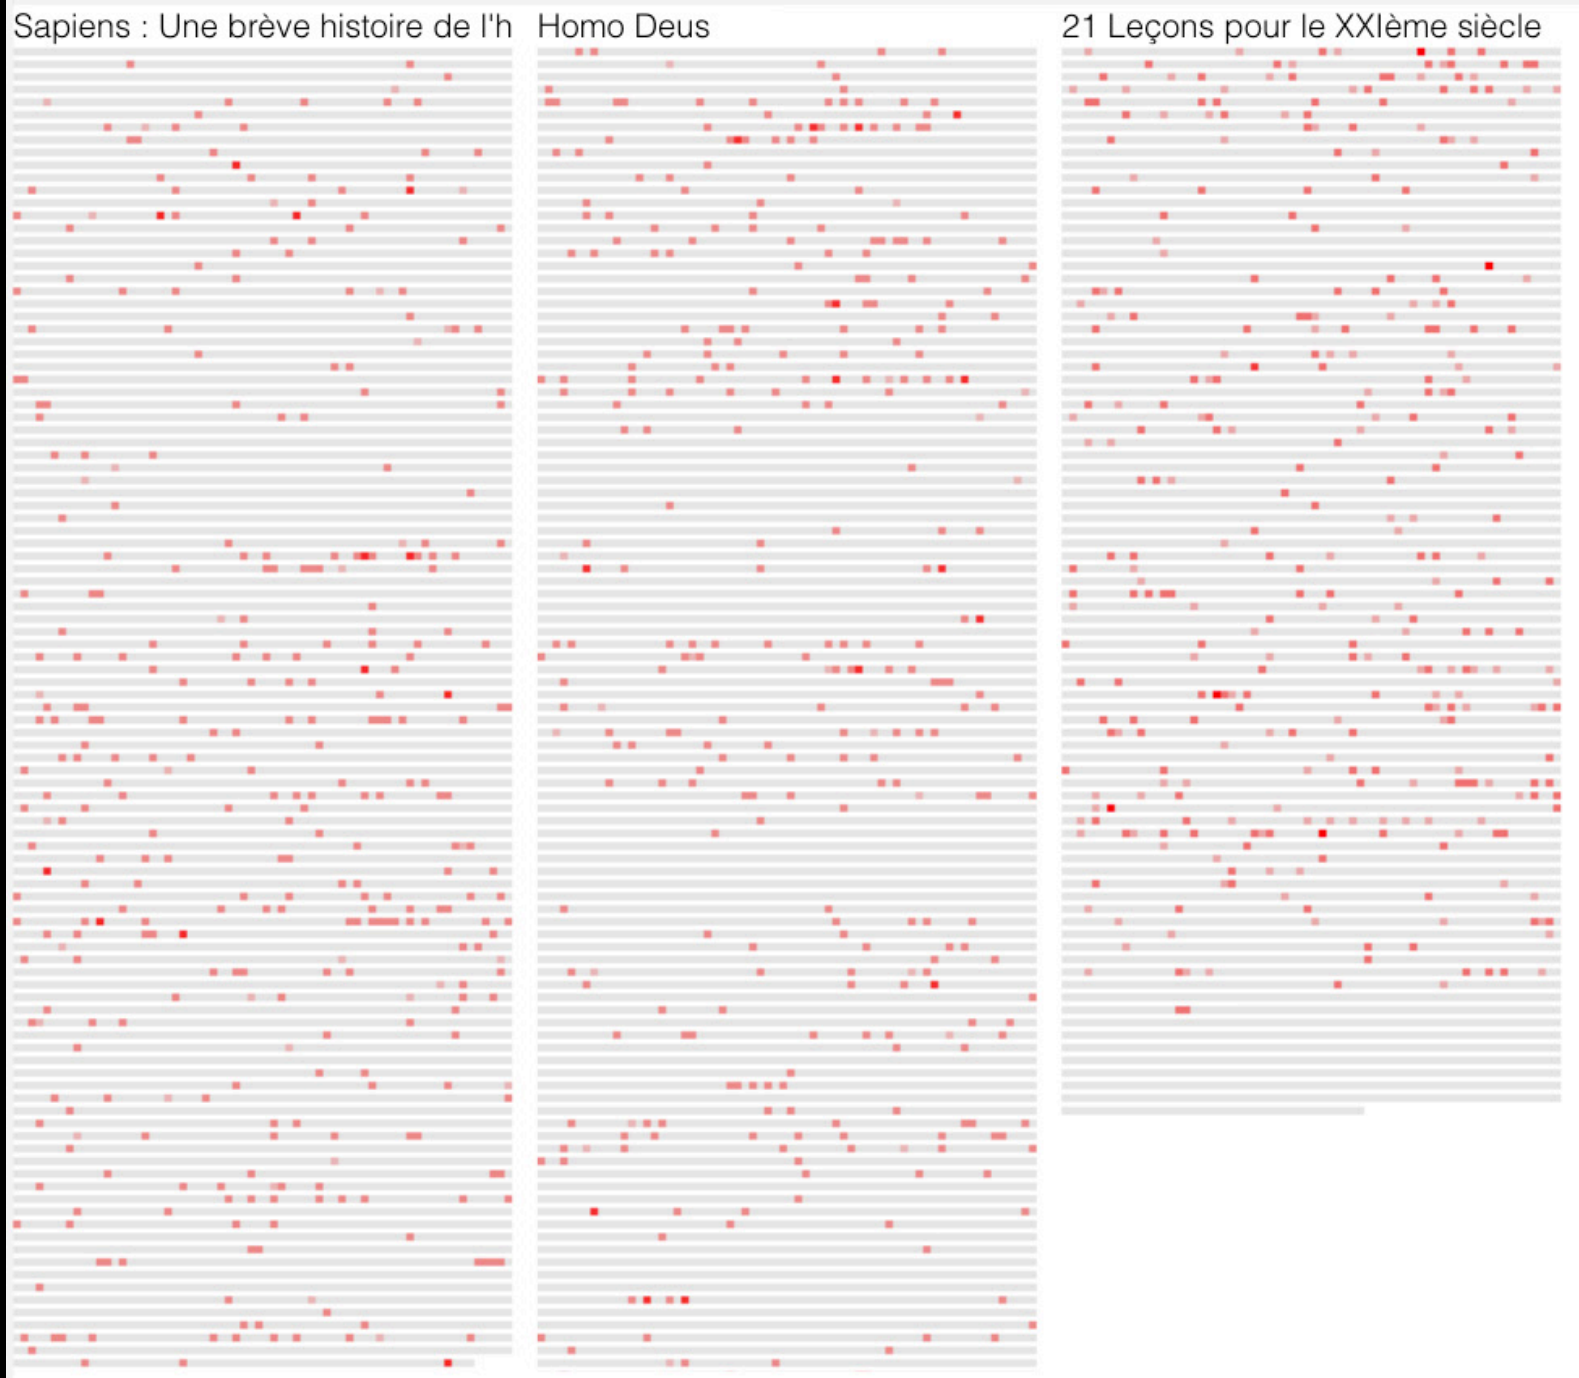 Sapiens : Une brève histoire de l'h
Homo Deus
21 Leçons pour le XXIème siècle